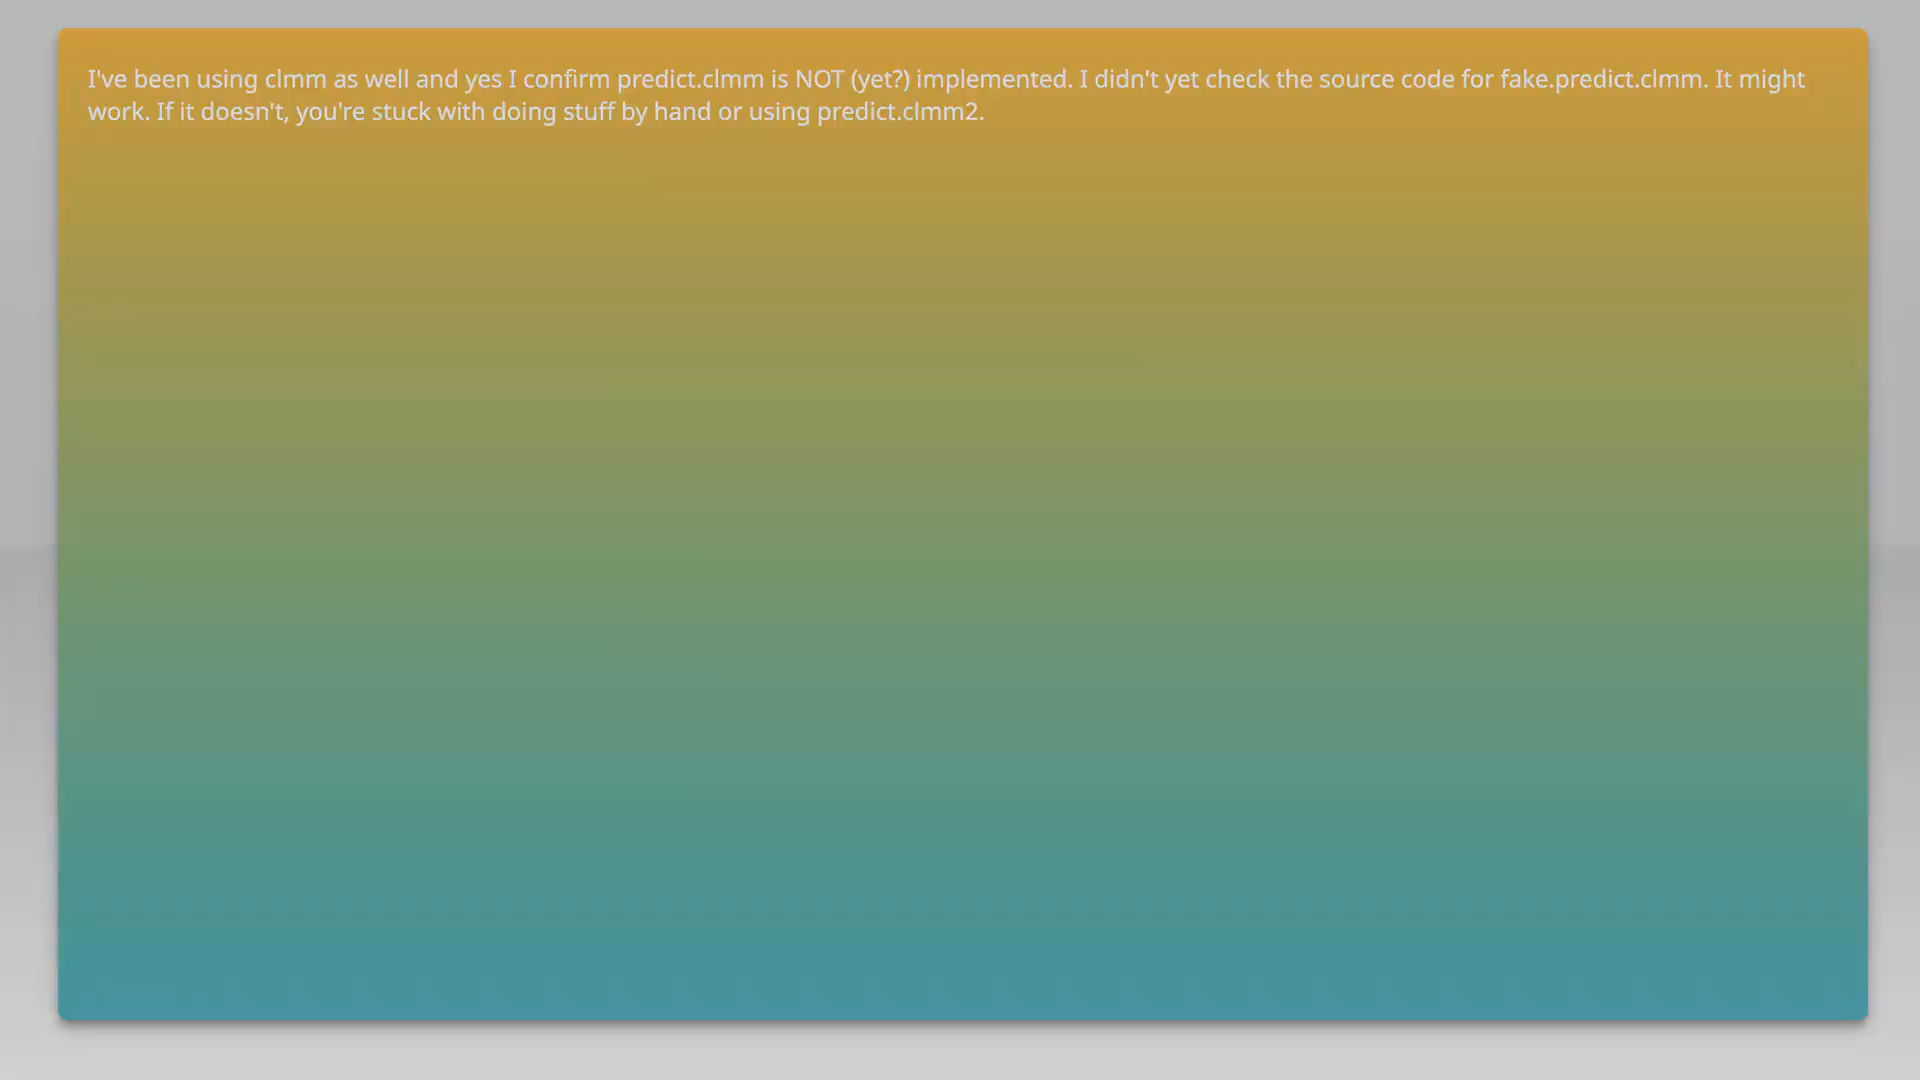 I've been using clmm as well and yes I confirm predict.clmm is NOT (yet?) implemented. I didn't yet check the source code for fake.predict.clmm. It might
work. If it doesn't, you're stuck with doing stuff by hand or using predict.clmm2.